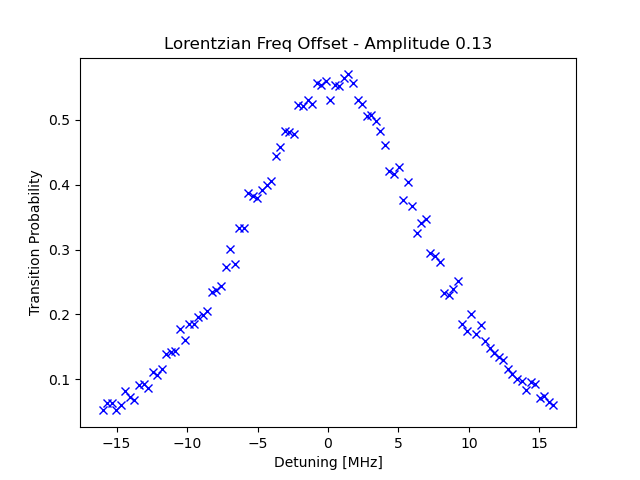 Lorentzian Freq Offset - Amplitude 0.13
Transition Probability
0.5
0.4
0.3
0.2
0.1
−15 −10 −5 0 5 10 15
Detuning [MHz]